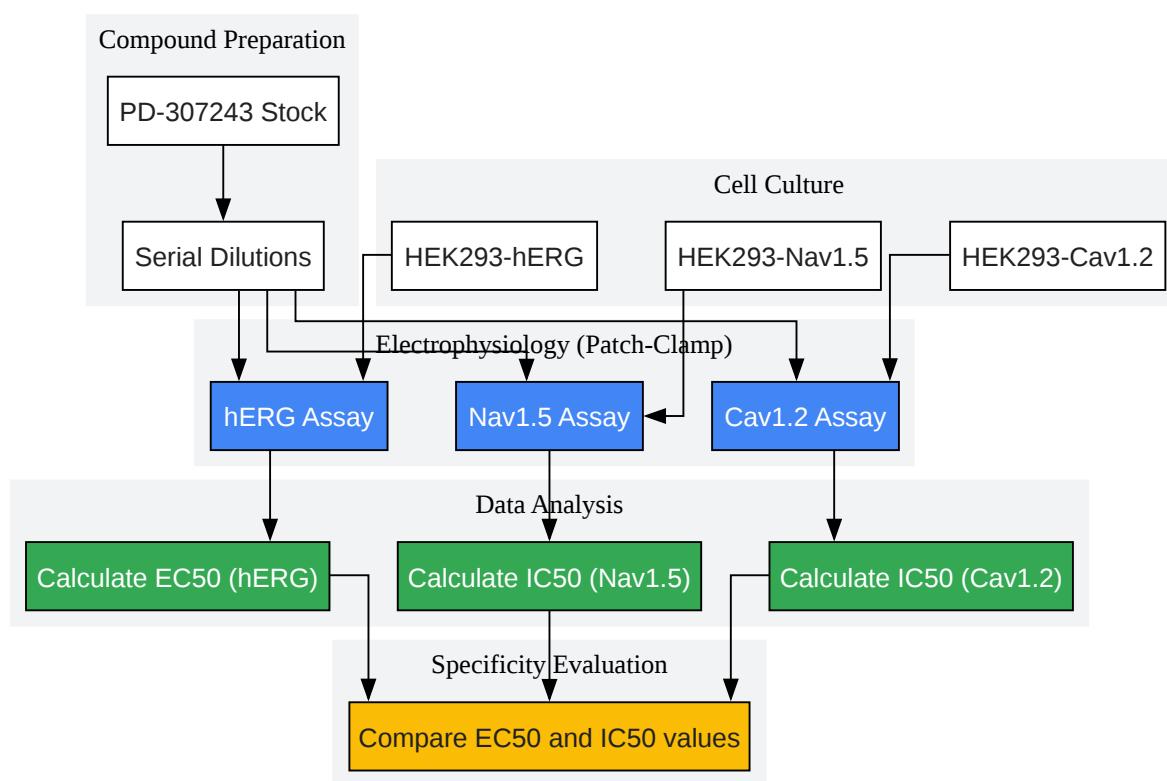 Compound Preparation
PD-307243 Stock
Cell Culture
Serial Dilutions
HEK293-hERG
HEK293-Nav1.5
HEK293-Cav1.2
Electrophysiology (Patch-Clamp)
hERG Assay
Nav1.5 Assay
Cav1.2 Assay
Data Analysis
Calculate EC50 (hERG)
Calculate IC50 (Nav1.5)
Calculate IC50 (Cav1.2)
Specificity Evaluation
Compare EC50 and IC50 values